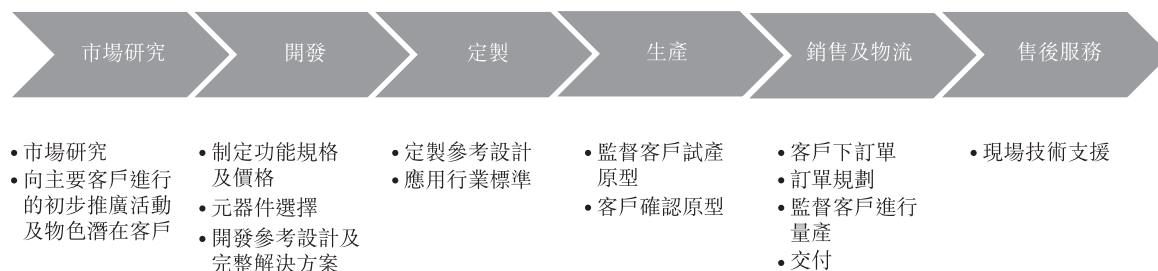 市場研究
開發
定製
生產
銷售及物流
售後服務
• 市場研究
• 向主要客戶進行
的初步推廣活動
及物色潛在客戶
• 制定功能規格
及價格
• 元器件選擇
• 開發參考設計及
完整解決方案
• 定製參考設計
• 應用行業標準
• 監督客戶試產
原型
• 客戶確認原型
• 客戶下訂單
• 訂單規劃
• 監督客戶進行
量產
• 交付
• 現場技術支援